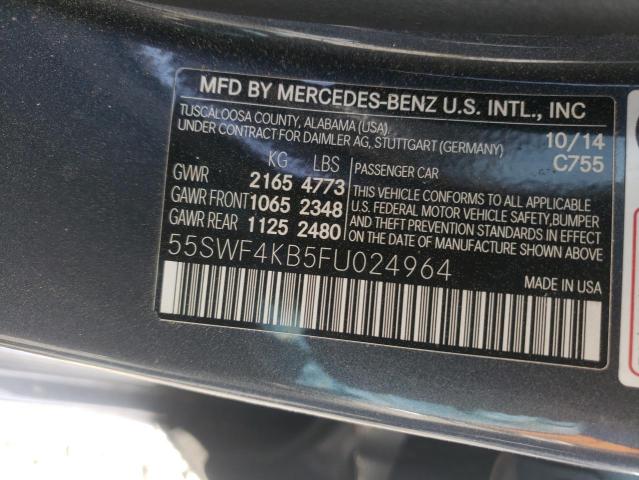 MFD BY MERCEDES-BENZ U.S. INTL., INC
TUSCALOOSA COUNTY, ALABAMA (USA)
UNDER CONTRACT FOR DAIMLER AG, STUTTGART (GERMANY)
10/14
C755
KG LBS
GVWR 2165 4773
GAWR FRONT 1065 2348
GAWR REAR 1125 2480
PASSENGER CAR
THIS VEHICLE CONFORMS TO ALL APPLICABLE
U.S. FEDERAL MOTOR VEHICLE SAFETY,BUMPER
AND THEFT PREVENTION STANDARDS IN EFFECT
ON THE DATE OF MANUFACTURE SHOWN ABOVE
55SWF4KB5FU024964
MADE IN USA